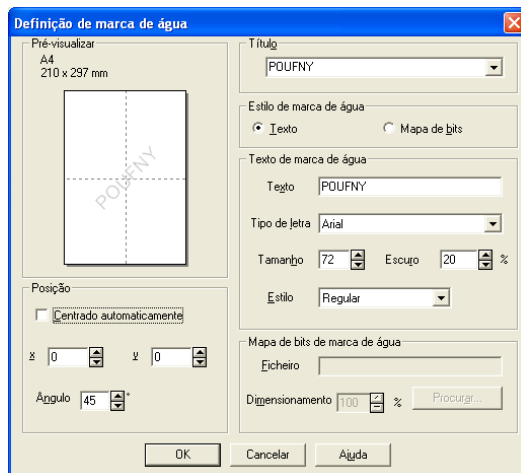 Definição de marca de água
Pré-visualizar
A4
210 x 297 mm
POUFNY
Posição
Centrado automaticamente
x 0 y 0
Ângulo 45 °
Título
POUFNY
Estilo de marca de água
Texto Mapa de bits
Texto de marca de água
Texto POUFNY
Tipo de letra Arial
Tamanho 72 Escuro 20 %
Estilo Regular
Mapa de bits de marca de água
Ficheiro
Dimensionamento 100 % Procurar...
OK Cancelar Ajuda